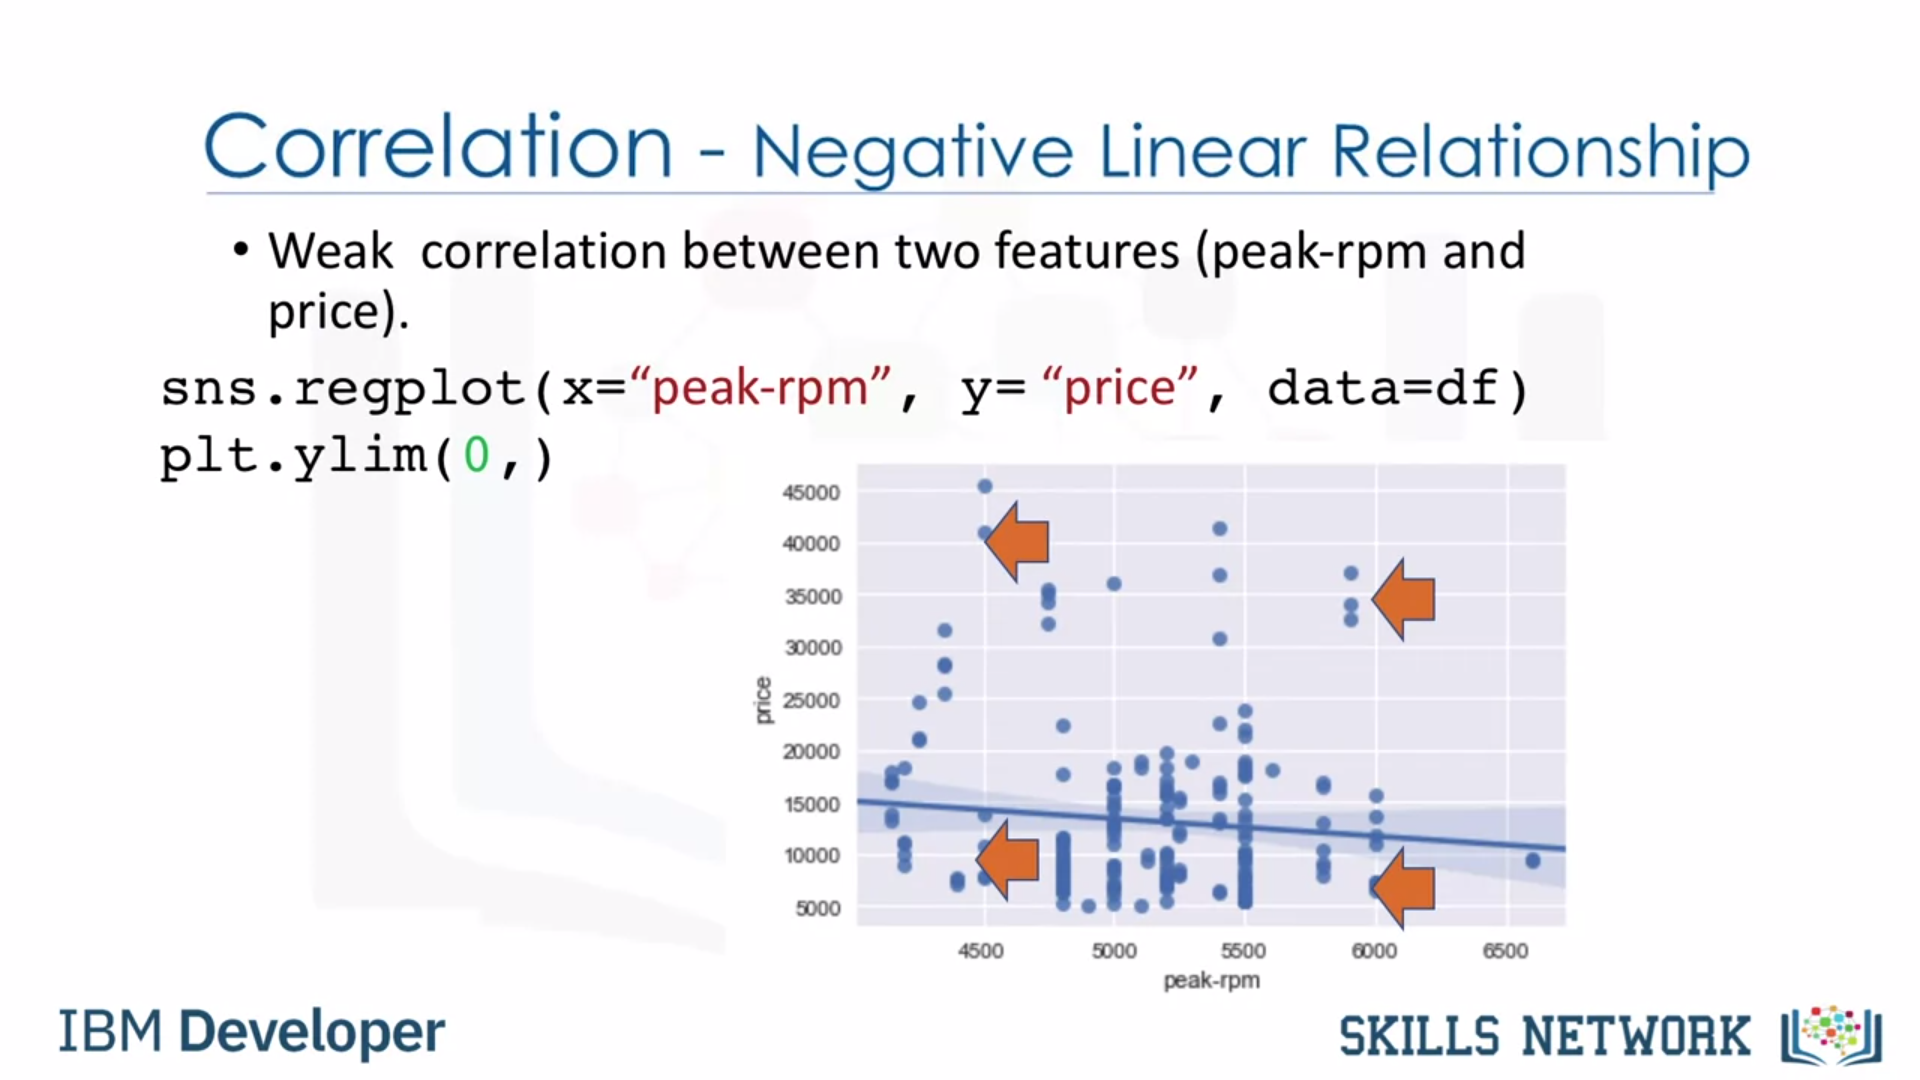 Correlation - Negative Linear Relationship
• Weak correlation between two features (peak-rpm and
price).
sns.regplot(x=“peak-rpm”, y= “price”, data=df)
plt.ylim(0,)
45000
40000
35000
30000
25000
20000
15000
10000
5000
price
4500 5000 5500 6000 6500
peak-rpm
IBM Developer
SKILLS NETWORK